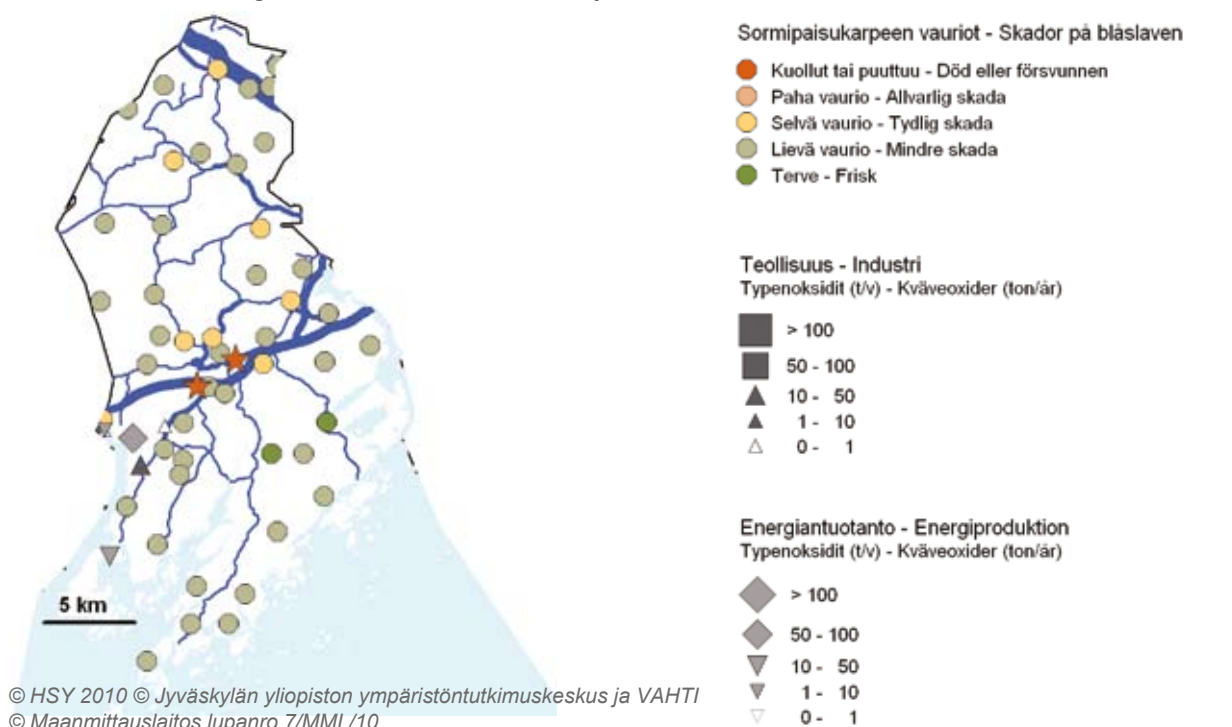 Sormipaisukarpeen vauriot - Skador på blåslaven
Kuollut tai puuttuu - Död eller försvunnen
Paha vaurio - Allvarlig skada
Selvä vaurio - Tydlig skada
Lievä vaurio - Mindre skada
Terve - Frisk
Teollisuus - Industri
Typenoksidit (t/v) - Kväveoxider (ton/år)
> 100
50 - 100
10 - 50
1 - 10
0 - 1
Energiantuotanto - Energiproduktion
Typenoksidit (t/v) - Kväveoxider (ton/år)
> 100
50 - 100
10 - 50
1 - 10
0 - 1
5 km
© HSY 2010 © Jyväskylän yliopiston ympäristöntutkimuskeskus ja VAHTI
© Maanmittauslaitos lupanro 7/MML/10